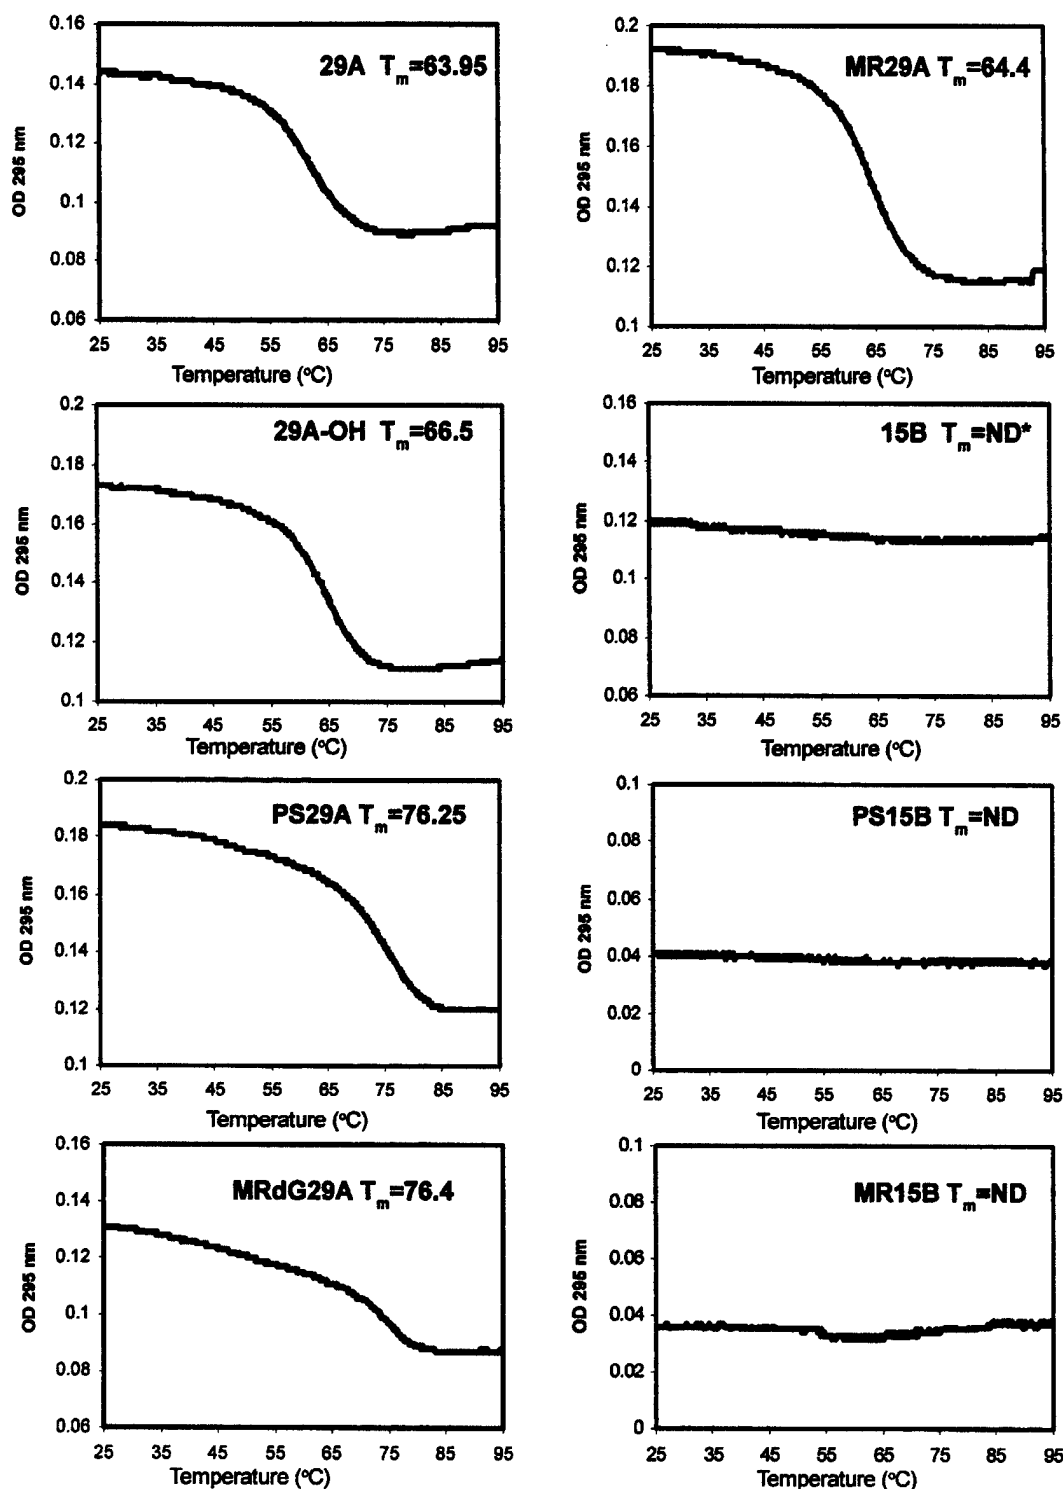 0.16
0.14
0.12
0.1
0.08
0.06
OD 295 nm
29A Tm=63.95
25 35 45 55 65 75 85 95
Temperature (°C)
0.2
0.18
0.16
0.14
0.12
0.1
OD 295 nm
MR29A Tm=64.4
25 35 45 55 65 75 85 95
Temperature (°C)
0.2
0.18
0.16
0.14
0.12
0.1
OD 295 nm
29A-OH Tm=66.5
25 35 45 55 65 75 85 95
Temperature (°C)
0.16
0.14
0.12
0.1
0.08
0.06
OD 295 nm
15B Tm=ND*
25 35 45 55 65 75 85 95
Temperature (°C)
0.2
0.18
0.16
0.14
0.12
0.1
OD 295 nm
PS29A Tm=76.25
25 35 45 55 65 75 85 95
Temperature (°C)
0.1
0.08
0.06
0.04
0.02
0
OD 295 nm
PS15B Tm=ND
25 35 45 55 65 75 85 95
Temperature (°C)
0.16
0.14
0.12
0.1
0.08
0.06
OD 295 nm
MRdG29A Tm=76.4
25 35 45 55 65 75 85 95
Temperature (°C)
0.1
0.08
0.06
0.04
0.02
0
OD 295 nm
MR15B Tm=ND
25 35 45 55 65 75 85 95
Temperature (°C)